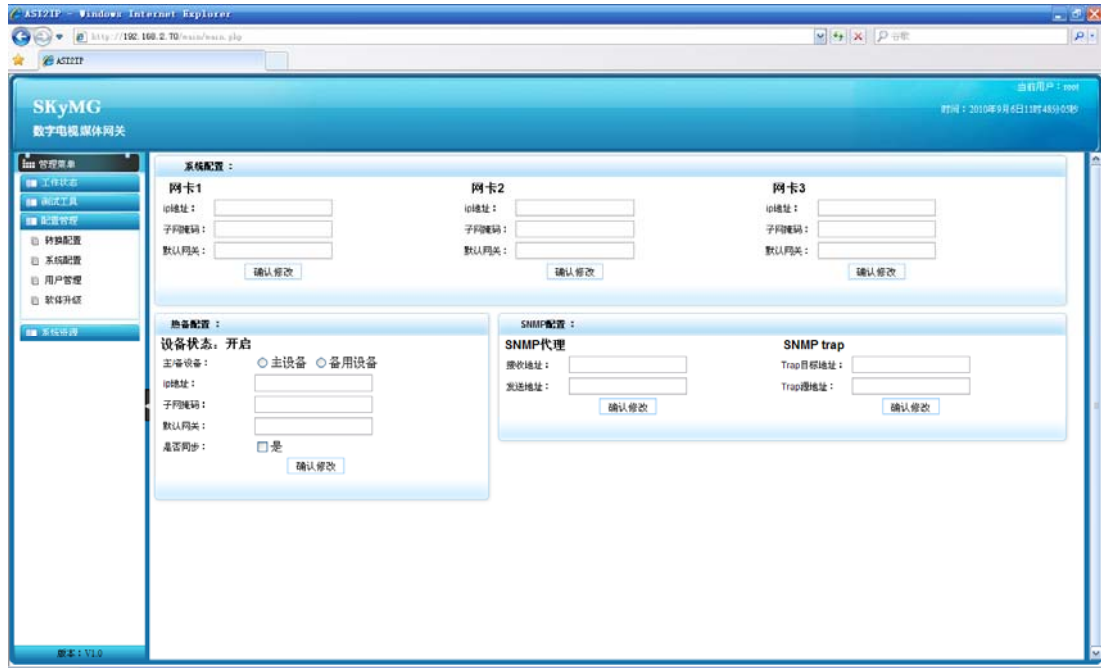 ASI2IP - Windows Internet Explorer
http://192.168.2.70/main/main.php
谷歌
ASI2IP
当前用户：root
SKyMG
时间：2010年9月6日11时48分05秒
数字电视媒体网关
管理菜单
工作状态
测试工具
配置管理
转换配置
系统配置
用户管理
软体升级
系统资源
版本：V1.0
系统配置：
网卡1 网卡2 网卡3
ip地址： ip地址： ip地址：
子网掩码： 子网掩码： 子网掩码：
默认网关： 默认网关： 默认网关：
确认修改 确认修改 确认修改
热备配置：
设备状态：开启
主/备设备： 主设备 备用设备
ip地址：
子网掩码：
默认网关：
是否同步： 是
确认修改
SNMP配置：
SNMP代理 SNMP trap
接收地址： Trap目标地址：
发送地址： Trap源地址：
确认修改 确认修改